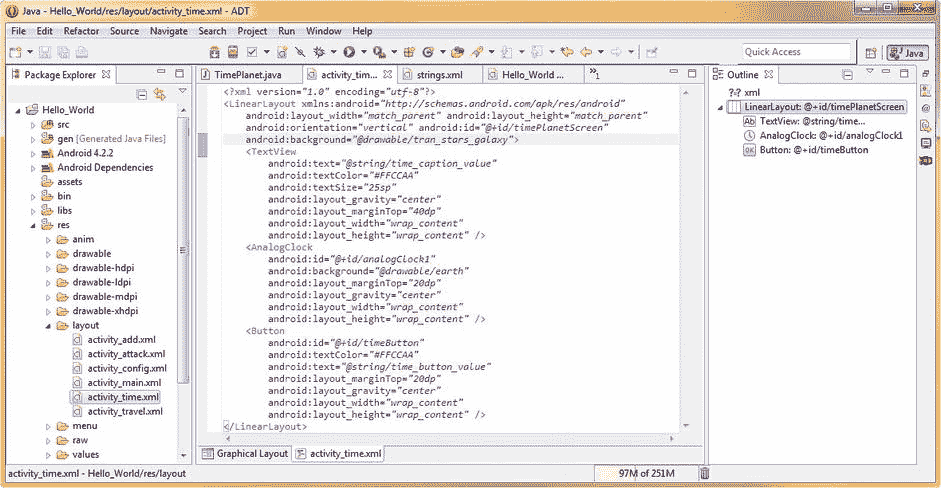 Java - Hello_World/res/layout/activity_time.xml - ADT
File Edit Refactor Source Navigate Search Project Run Window Help
Quick Access
Java
Package Explorer
Hello_World
src
gen [Generated Java Files]
Android 4.2.2
Android Dependencies
assets
bin
libs
res
anim
drawable
drawable-hdpi
drawable-ldpi
drawable-mdpi
drawable-xhdpi
layout
activity_add.xml
activity_attack.xml
activity_config.xml
activity_main.xml
activity_time.xml
activity_travel.xml
menu
raw
values
TimePlanet.java activity_time.... strings.xml Hello_World ... »1
<?xml version="1.0" encoding="utf-8"?>
<LinearLayout xmlns:android="http://schemas.android.com/apk/res/android"
android:layout_width="match_parent" android:layout_height="match_parent"
android:orientation="vertical" android:id="@+id/timePlanetScreen"
android:background="@drawable/tran_stars_galaxy">
<TextView
android:text="@string/time_caption_value"
android:textColor="#FFCCAA"
android:textSize="25sp"
android:layout_gravity="center"
android:layout_marginTop="40dp"
android:layout_width="wrap_content"
android:layout_height="wrap_content" />
<AnalogClock
android:id="@+id/analogClock1"
android:background="@drawable/earth"
android:layout_marginTop="20dp"
android:layout_gravity="center"
android:layout_width="wrap_content"
android:layout_height="wrap_content" />
<Button
android:id="@+id/timeButton"
android:textColor="#FFCCAA"
android:text="@string/time_button_value"
android:layout_marginTop="20dp"
android:layout_gravity="center"
android:layout_width="wrap_content"
android:layout_height="wrap_content" />
</LinearLayout>
Graphical Layout activity_time.xml
Outline
?-? xml
LinearLayout: @+id/timePlanetScreen
Ab TextView: @string/time...
AnalogClock: @+id/analogClock1
OK Button: @+id/timeButton
activity_time.xml - Hello_World/res/layout
97M of 251M